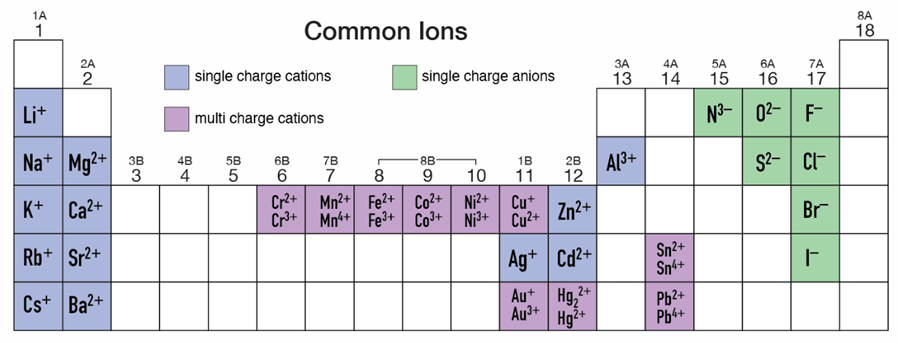 1A 8A
1 18
Common Ions
2A 3A 4A 5A 6A 7A
2 13 14 15 16 17
single charge cations single charge anions
multi charge cations
Li⁺ N³⁻ O²⁻ F⁻
Na⁺ Mg²⁺ Al³⁺ S²⁻ Cl⁻
3B 4B 5B 6B 7B 8B 1B 2B
3 4 5 6 7 8 9 10 11 12
K⁺ Ca²⁺ Cr²⁺ Mn²⁺ Fe²⁺ Co²⁺ Ni²⁺ Cu⁺ Zn²⁺ Br⁻
Cr³⁺ Mn⁴⁺ Fe³⁺ Co³⁺ Ni³⁺ Cu²⁺
Rb⁺ Sr²⁺ Ag⁺ Cd²⁺ Sn²⁺ I⁻
Sn⁴⁺
Cs⁺ Ba²⁺ Au⁺ Hg₂²⁺ Pb²⁺
Au³⁺ Hg²⁺ Pb⁴⁺